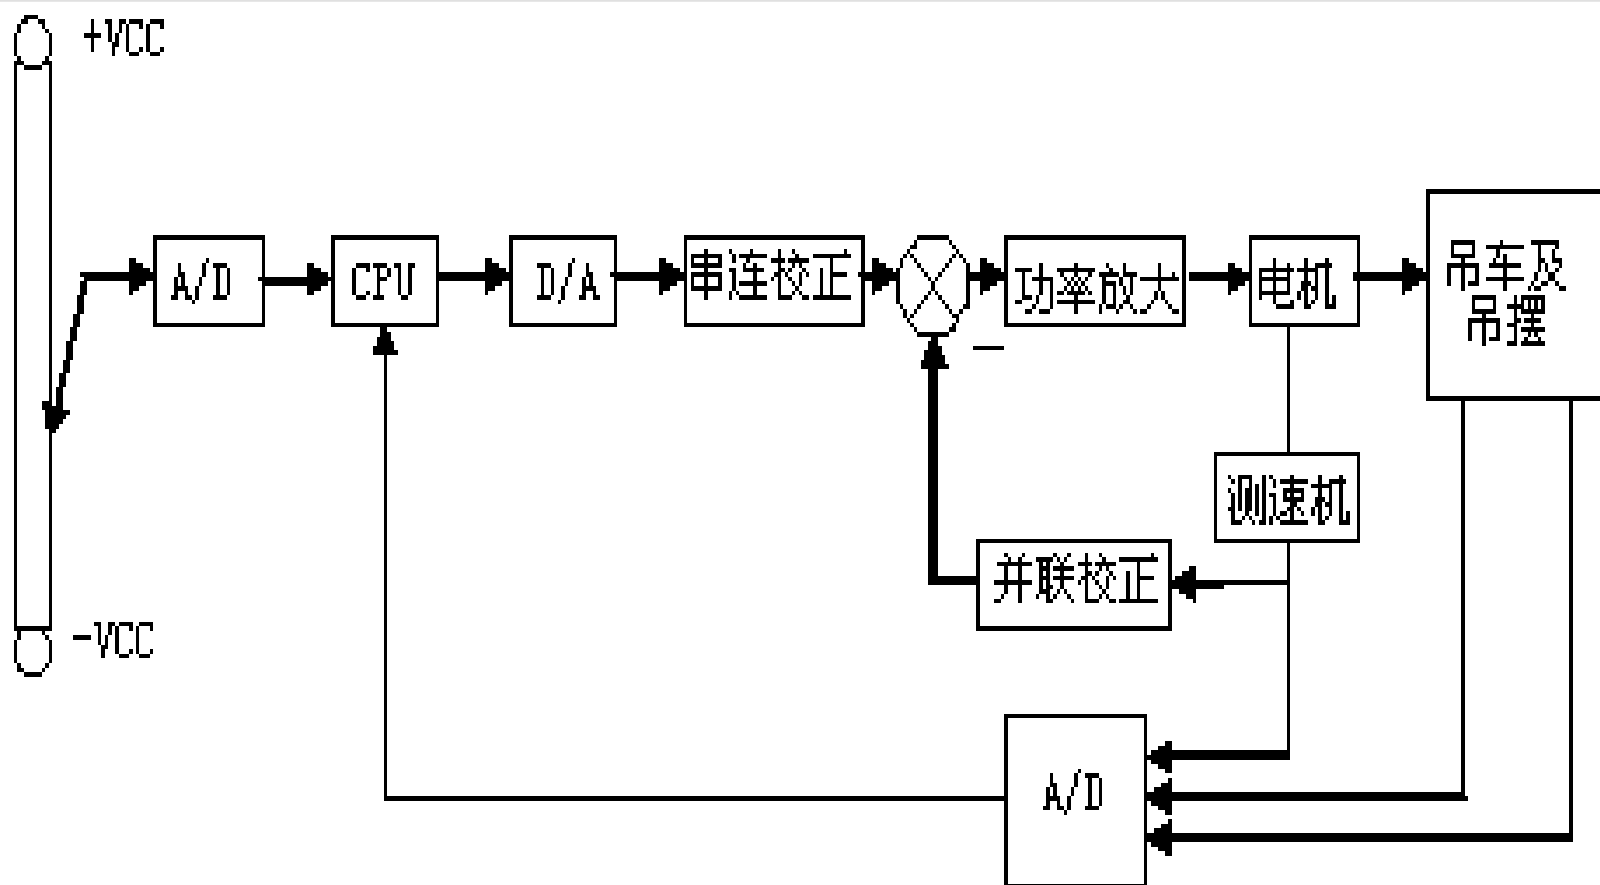 +VCC
A/D
CPU
D/A
串连校正
功率放大
电机
吊车及
吊摆
−
测速机
并联校正
-VCC
A/D